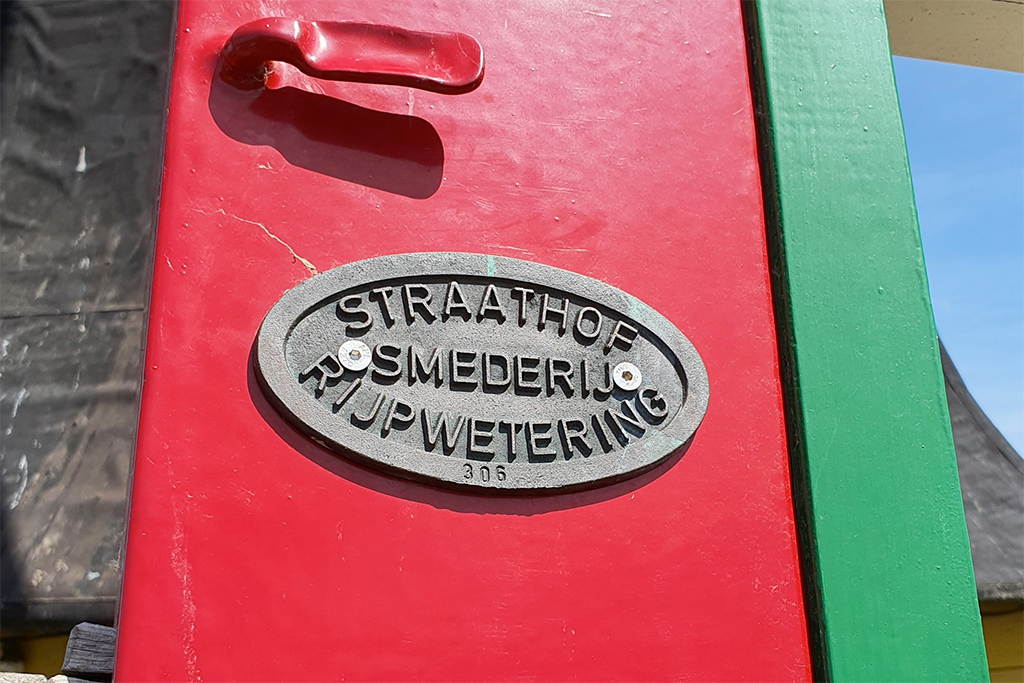 STRAATHOF
SMEDERIJ
RIJPWETERING
306